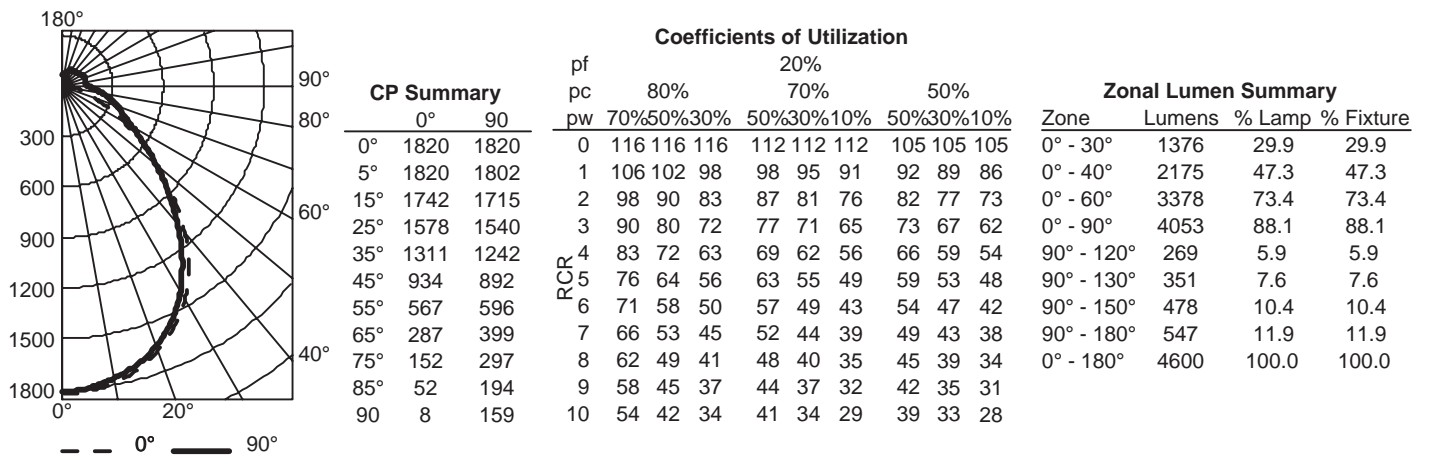 180°
90°
80°
60°
40°
300
600
900
1200
1500
1800
0°
20°
0° 90°
CP Summary
0° 90
0° 1820 1820
5° 1820 1802
15° 1742 1715
25° 1578 1540
35° 1311 1242
45° 934 892
55° 567 596
65° 287 399
75° 152 297
85° 52 194
90 8 159
Coefficients of Utilization
pf 20%
pc 80% 70% 50%
pw 70%50%30% 50%30%10% 50%30%10%
RCR
0 116 116 116 112 112 112 105 105 105
1 106 102 98 98 95 91 92 89 86
2 98 90 83 87 81 76 82 77 73
3 90 80 72 77 71 65 73 67 62
4 83 72 63 69 62 56 66 59 54
5 76 64 56 63 55 49 59 53 48
6 71 58 50 57 49 43 54 47 42
7 66 53 45 52 44 39 49 43 38
8 62 49 41 48 40 35 45 39 34
9 58 45 37 44 37 32 42 35 31
10 54 42 34 41 34 29 39 33 28
Zonal Lumen Summary
Zone Lumens % Lamp % Fixture
0° - 30° 1376 29.9 29.9
0° - 40° 2175 47.3 47.3
0° - 60° 3378 73.4 73.4
0° - 90° 4053 88.1 88.1
90° - 120° 269 5.9 5.9
90° - 130° 351 7.6 7.6
90° - 150° 478 10.4 10.4
90° - 180° 547 11.9 11.9
0° - 180° 4600 100.0 100.0